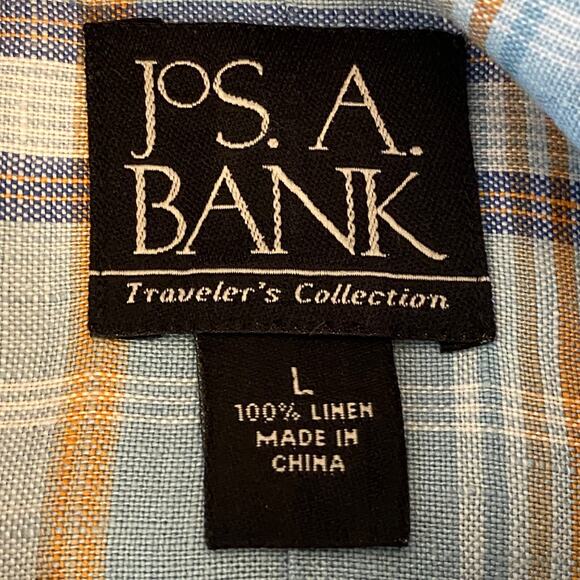 JoS. A.
BANK
Traveler's Collection
L
100% LINEN
MADE IN
CHINA